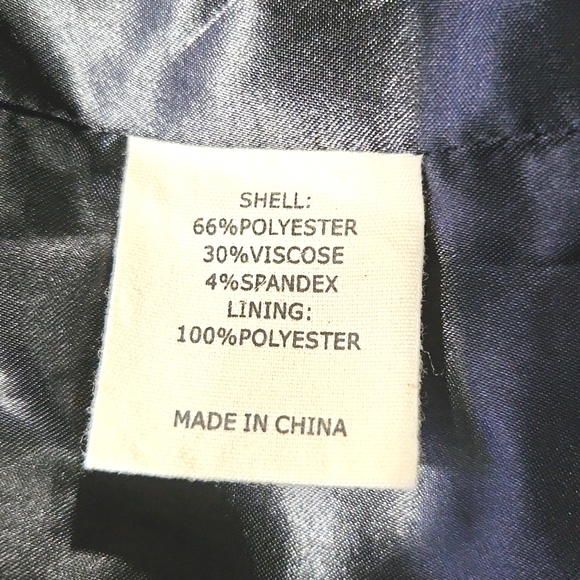 SHELL:
66%POLYESTER
30%VISCOSE
4%SPANDEX
LINING:
100%POLYESTER
MADE IN CHINA